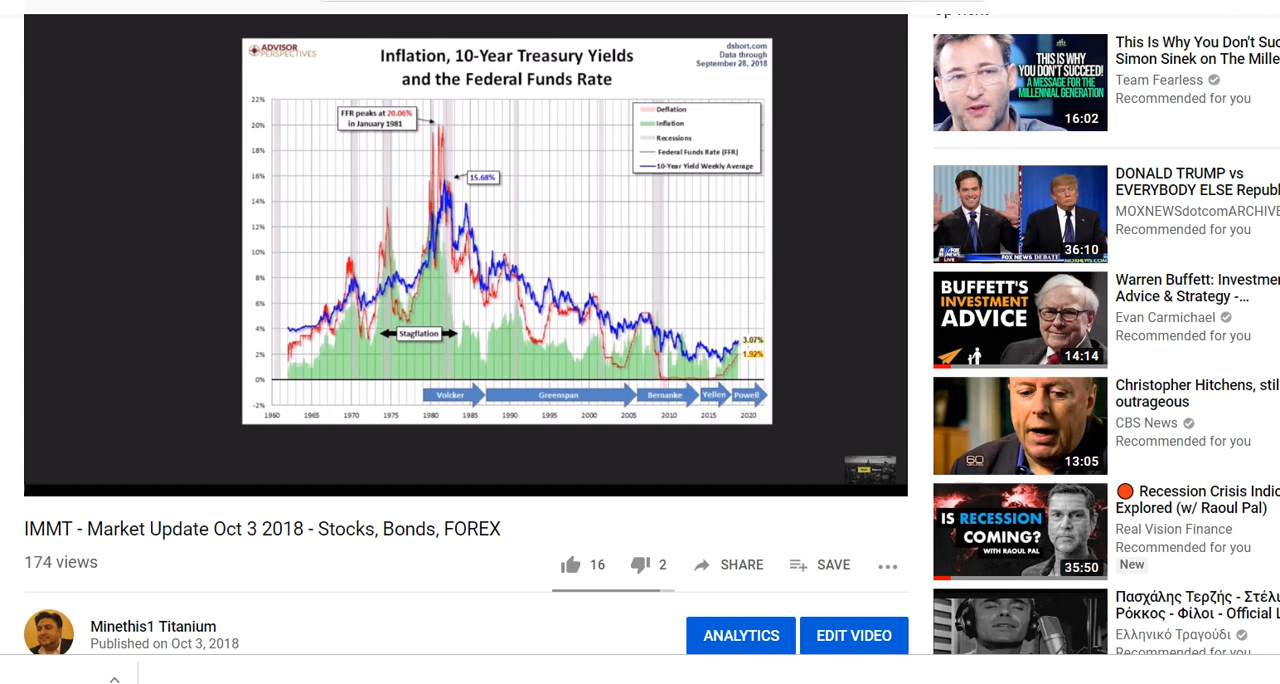 ADVISOR
PERSPECTIVES
Inflation, 10-Year Treasury Yields
and the Federal Funds Rate
dshort.com
Data through
September 28, 2018
22%
20%
18%
16%
14%
12%
10%
8%
6%
4%
2%
0%
-2%
FFR peaks at 20.06%
in January 1981
15.68%
Deflation
Inflation
Recessions
Federal Funds Rate (FFR)
10-Year Yield Weekly Average
Stagflation
3.07%
1.92%
Volcker
Greenspan
Bernanke
Yellen
Powell
1960 1965 1970 1975 1980 1985 1990 1995 2000 2005 2010 2015 2020
IMMT - Market Update Oct 3 2018 - Stocks, Bonds, FOREX
174 views
16
2
SHARE
SAVE
Minethis1 Titanium
Published on Oct 3, 2018
ANALYTICS
EDIT VIDEO
THIS IS WHY
YOU DON'T SUCCEED!
A MESSAGE FOR THE
MILLENNIAL GENERATION
16:02
This Is Why You Don't Suc
Simon Sinek on The Mille
Team Fearless
Recommended for you
LIVE
FOX NEWS DEBATE
36:10
DONALD TRUMP vs
EVERYBODY ELSE Republ
MOXNEWSdotcomARCHIVE
Recommended for you
BUFFETT'S
INVESTMENT
ADVICE
14:14
Warren Buffett: Investmen
Advice & Strategy -...
Evan Carmichael
Recommended for you
60
13:05
Christopher Hitchens, stil
outrageous
CBS News
Recommended for you
IS RECESSION
COMING?
WITH RAOUL PAL
35:50
Recession Crisis Indic
Explored (w/ Raoul Pal)
Real Vision Finance
Recommended for you
New
Πασχάλης Τερζής - Στέλι
Ρόκκος - Φίλοι - Official L
Ελληνικό Τραγούδι
Recommended for you